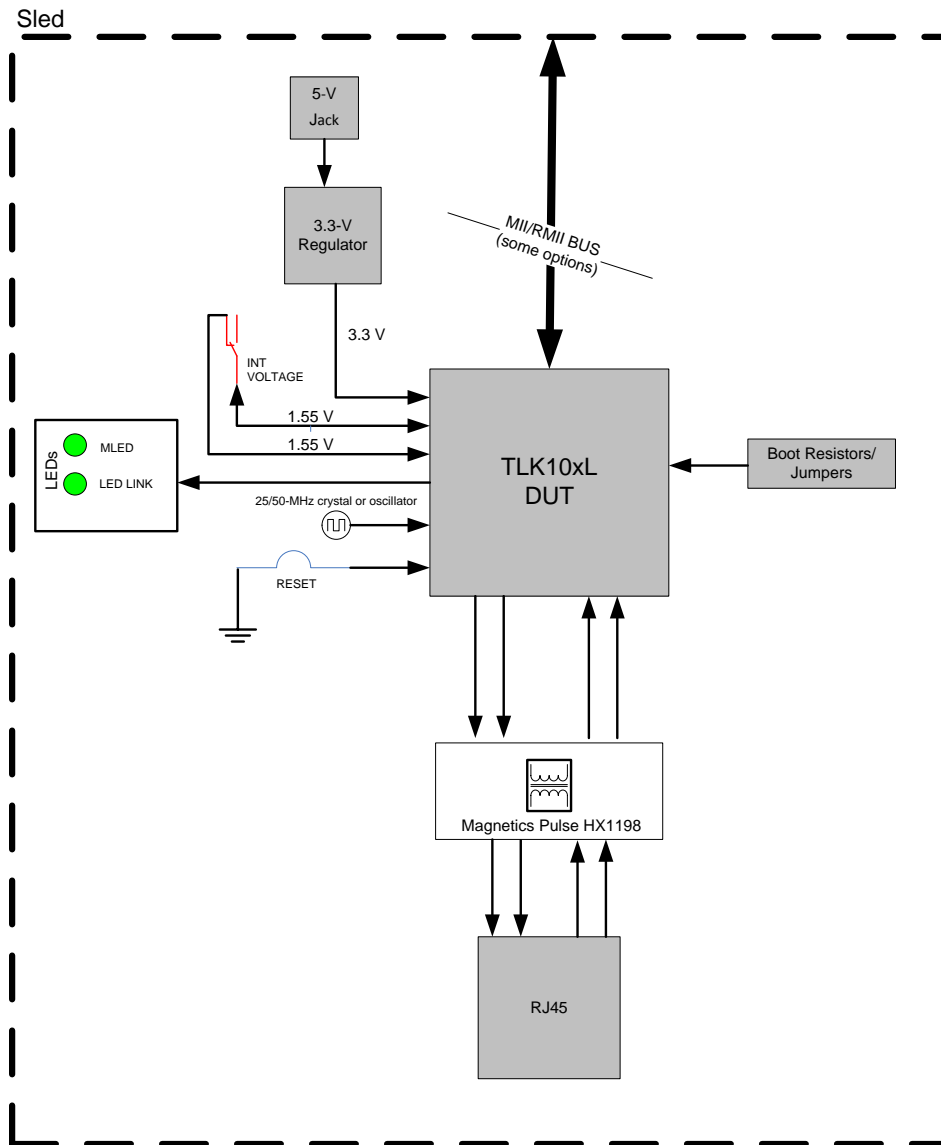 Sled
5-V
Jack
3.3-V
Regulator
MII/RMII BUS
(some options)
3.3 V
INT
VOLTAGE
1.55 V
1.55 V
LEDs
MLED
LED LINK
TLK10xL
DUT
Boot Resistors/
Jumpers
25/50-MHz crystal or oscillator
RESET
Magnetics Pulse HX1198
RJ45